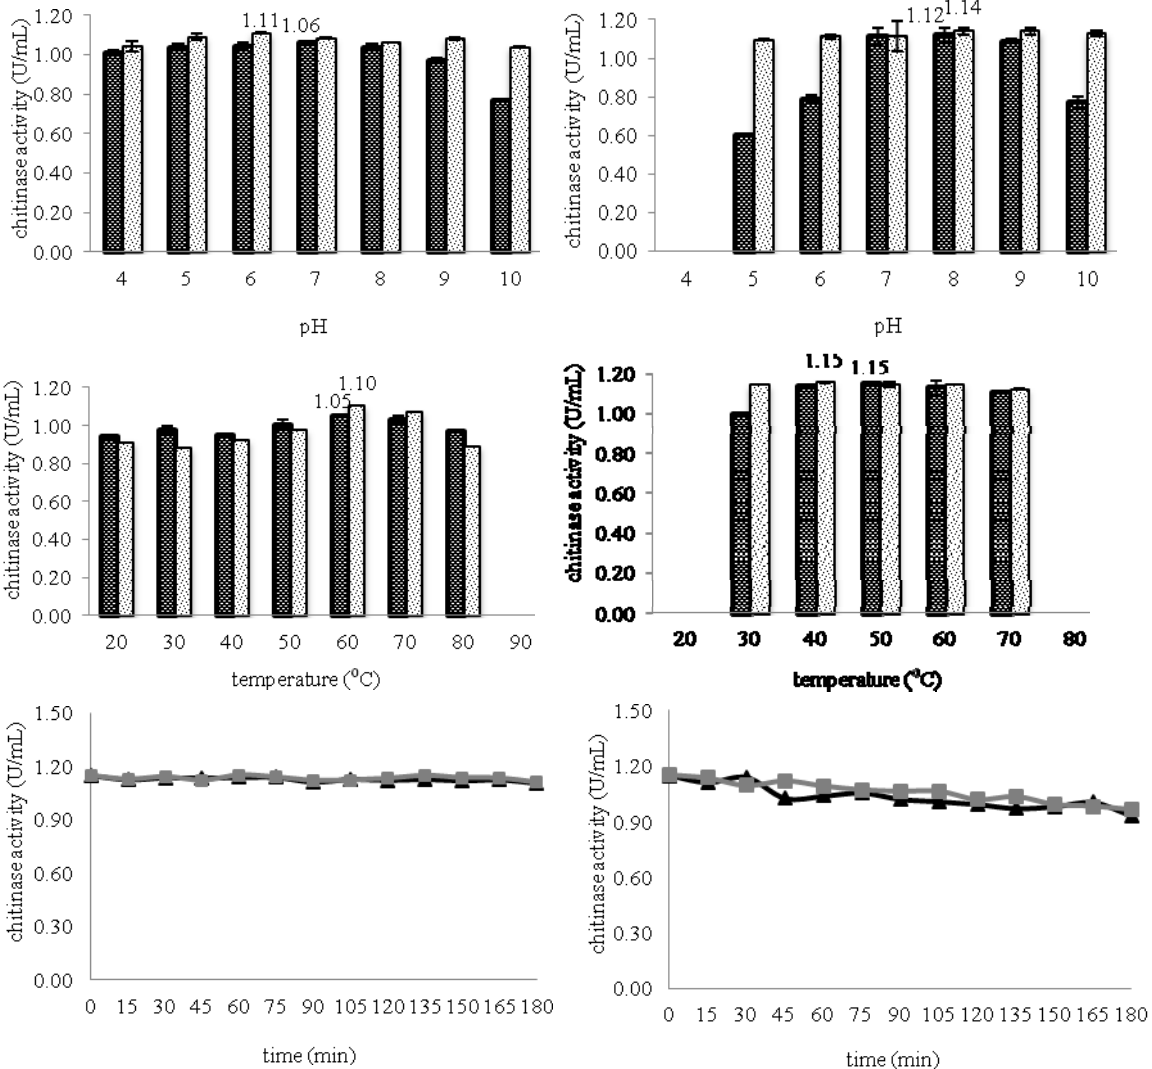 1.11 1.06
chitinase activity (U/mL)
1.20
1.00
0.80
0.60
0.40
0.20
0.00
4 5 6 7 8 9 10
pH
1.12 1.14
chitinase activity (U/mL)
1.20
1.00
0.80
0.60
0.40
0.20
0.00
4 5 6 7 8 9 10
pH
1.10
1.05
chitinase activity (U/mL)
1.20
1.00
0.80
0.60
0.40
0.20
0.00
20 30 40 50 60 70 80 90
temperature (⁰C)
1.15 1.15
chitinase activity (U/mL)
1.20
1.00
0.80
0.60
0.40
0.20
0.00
20 30 40 50 60 70 80
temperature (⁰C)
chitinase activity (U/mL)
1.50
1.20
0.90
0.60
0.30
0.00
0 15 30 45 60 75 90 105 120 135 150 165 180
time (min)
chitinase activity (U/mL)
1.50
1.20
0.90
0.60
0.30
0.00
0 15 30 45 60 75 90 105 120 135 150 165 180
time (min)